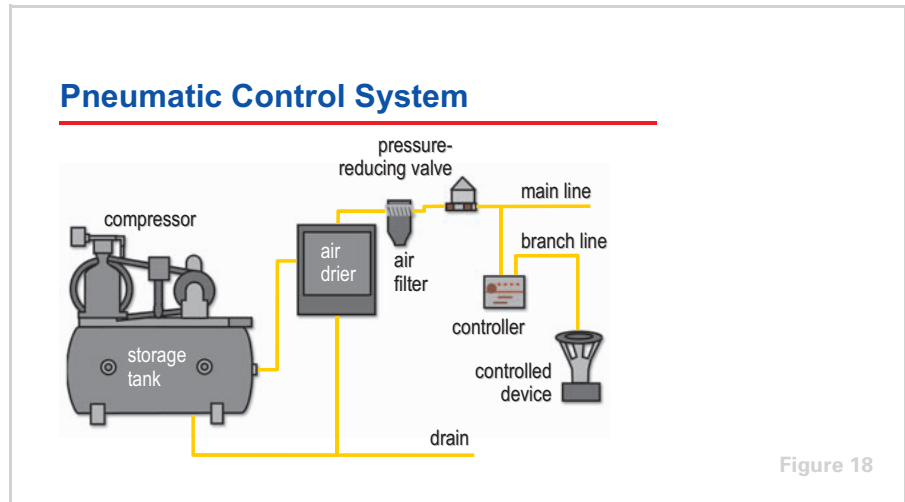 Pneumatic Control System
pressure-
reducing valve
main line
compressor
branch line
air
drier
air
filter
controller
storage
tank
controlled
device
drain
Figure 18